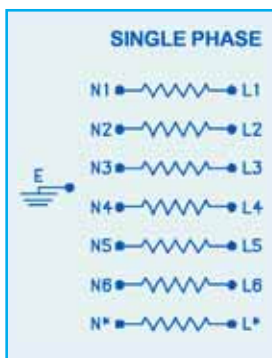 SINGLE PHASE
N1 L1
N2 L2
N3 L3
E
N4 L4
N5 L5
N6 L6
N* L*